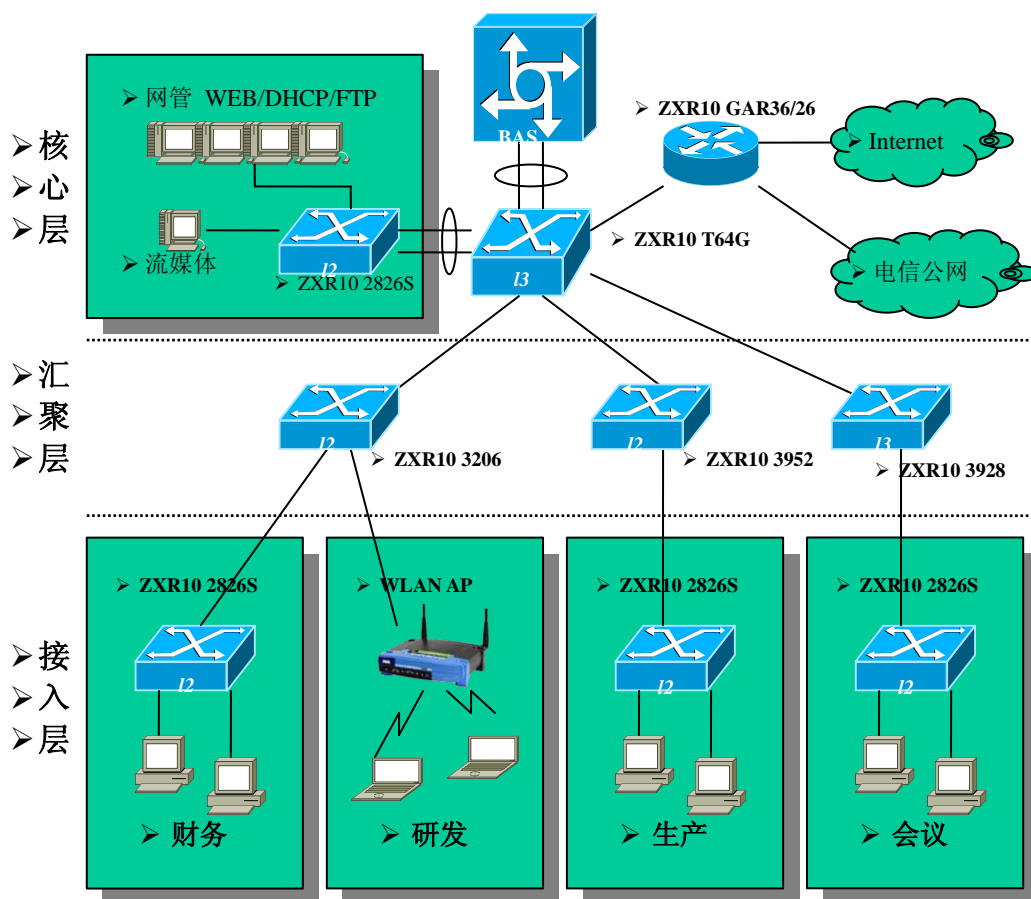 ➢ 网管 WEB/DHCP/FTP
BAS
➢ ZXR10 GAR36/26
➢ Internet
➢ 核
➢ 心
➢ 层
➢ 流媒体
l2
➢ ZXR10 2826S
l3
➢ ZXR10 T64G
➢ 电信公网
➢ 汇
➢ 聚
➢ 层
l2
➢ ZXR10 3206
l2
➢ ZXR10 3952
l3
➢ ZXR10 3928
➢ 接
➢ 入
➢ 层
➢ ZXR10 2826S
l2
➢ 财务
➢ WLAN AP
➢ 研发
➢ ZXR10 2826S
l2
➢ 生产
➢ ZXR10 2826S
l2
➢ 会议